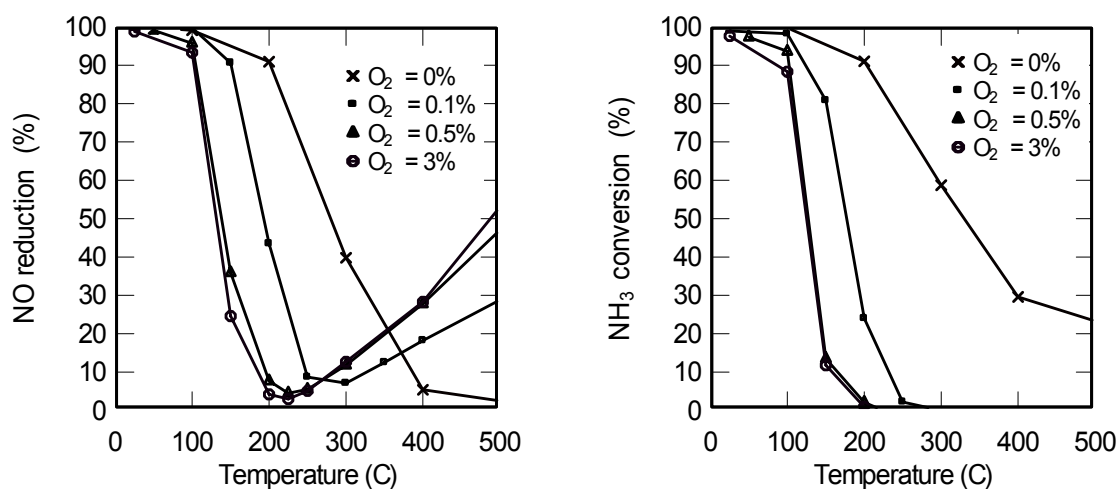 NO reduction (%)
100
90
80
70
60
50
40
30
20
10
0
0 100 200 300 400 500
Temperature (C)
O₂ = 0%
O₂ = 0.1%
O₂ = 0.5%
O₂ = 3%
NH₃ conversion (%)
100
90
80
70
60
50
40
30
20
10
0
0 100 200 300 400 500
Temperature (C)
O₂ = 0%
O₂ = 0.1%
O₂ = 0.5%
O₂ = 3%